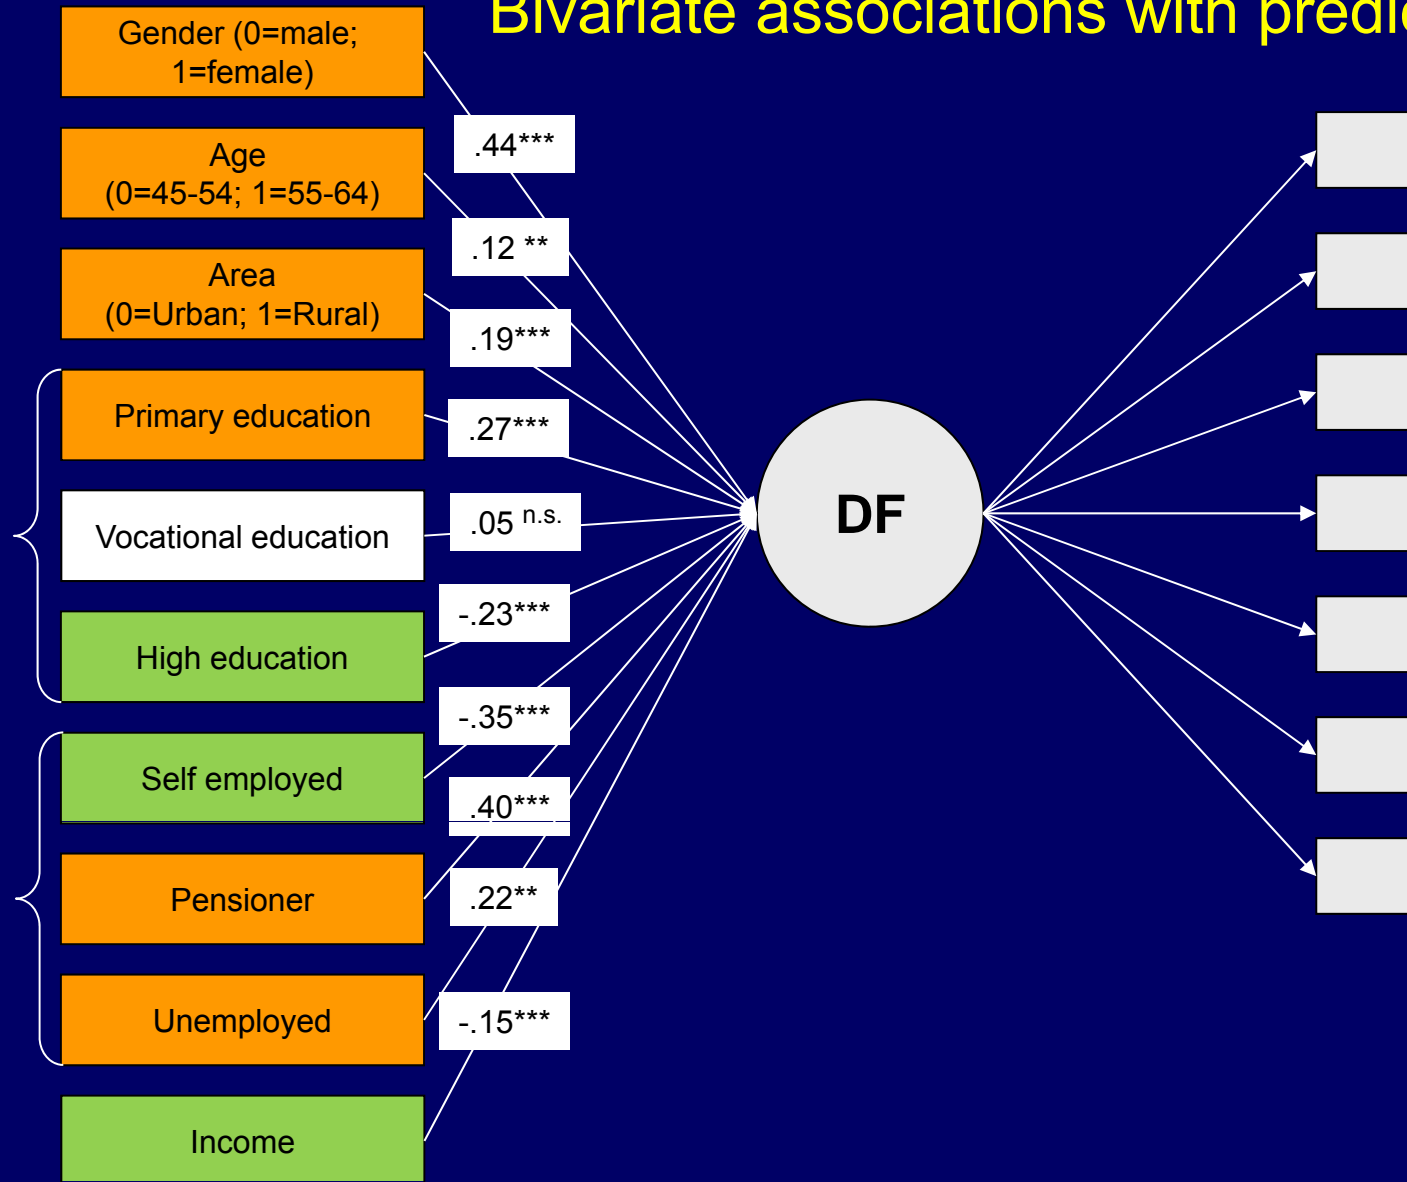 Bivariate associations with
Gender (0=male;
1=female)
.44***
Age
(0=45-54; 1=55-64)
.12 **
Area
(0=Urban; 1=Rural)
.19***
Primary education
.27***
Vocational education
.05 n.s.
DF
High education
-.23***
Self employed
-.35***
.40***
Pensioner
.22**
Unemployed
-.15***
Income